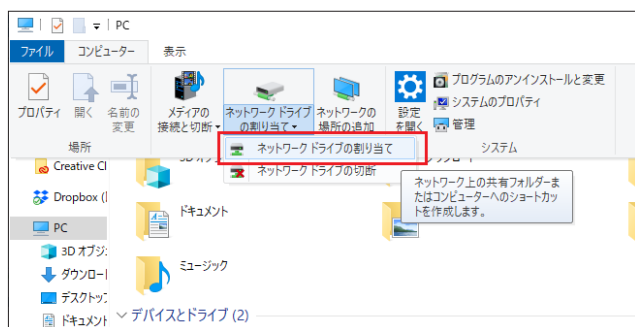 PC
ファイル
コンピューター
表示
プロパティ
開く
名前の
変更
メディアの
接続と切断
ネットワークドライブ
の割り当て
ネットワークの
場所の追加
設定
を開く
プログラムのアンインストールと変更
システムのプロパティ
管理
場所
システム
ネットワークドライブの割り当て
ネットワークドライブの切断
ネットワーク上の共有フォルダーま
たはコンピューターへのショートカッ
トを作成します。
Creative Cl
Dropbox (
PC
3D オブジ
ダウンロー
デスクトップ
ドキュメント
ドキュメント
ミュージック
デバイスとドライブ (2)